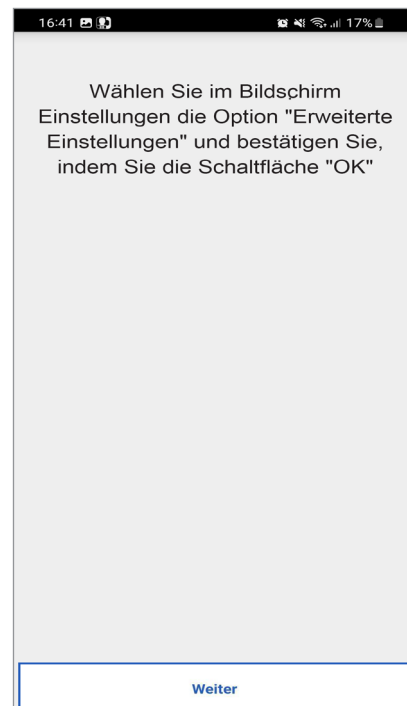 16:41 17%
Wählen Sie im Bildschirm
Einstellungen die Option "Erweiterte
Einstellungen" und bestätigen Sie,
indem Sie die Schaltfläche "OK"
Weiter